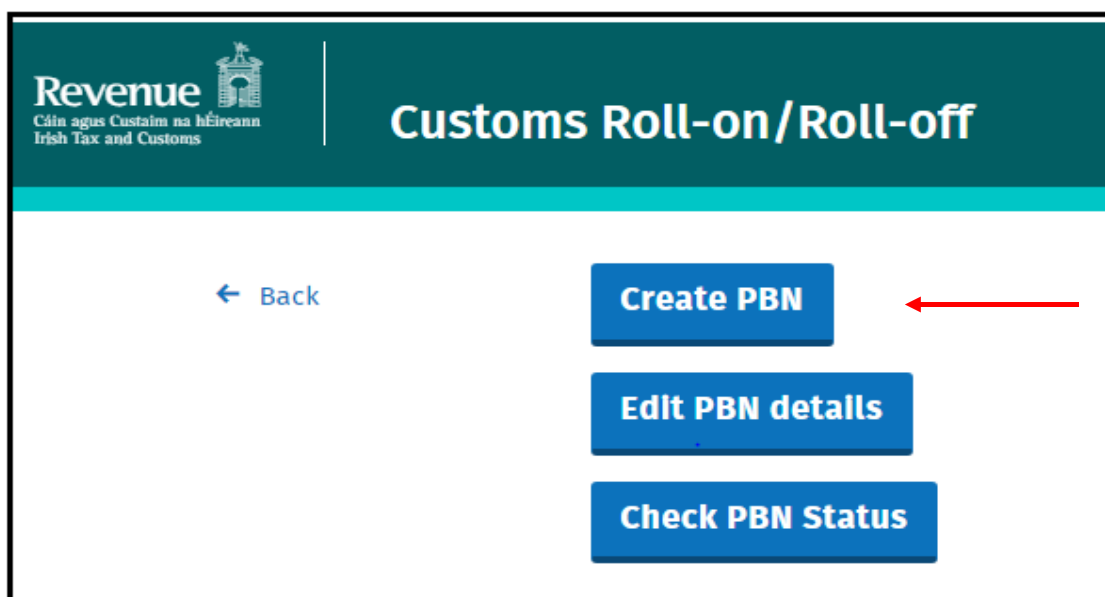 Revenue
Cáin agus Custaim na hÉireann
Irish Tax and Customs
Customs Roll-on/Roll-off
← Back
Create PBN
Edit PBN details
Check PBN Status